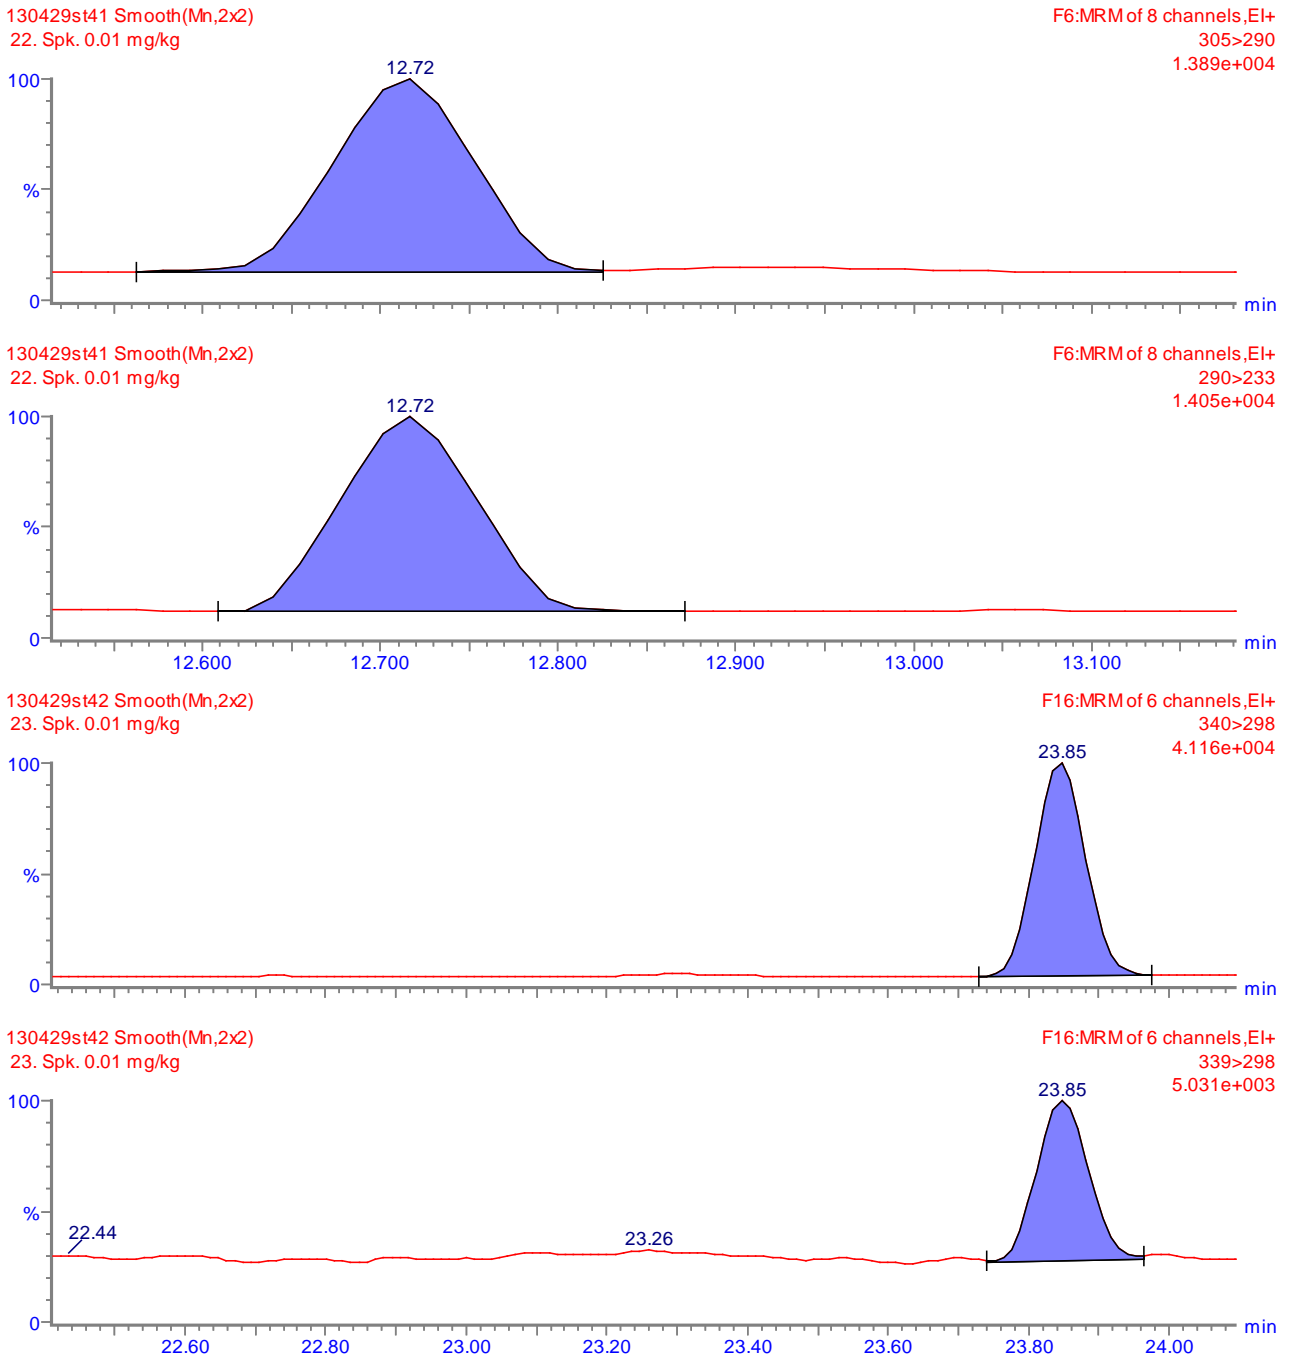 130429st41 Smooth(Mn,2x2)
F6:MRM of 8 channels,EI+
22. Spk. 0.01 mg/kg
305>290
1.389e+004
12.72
100
%
0
min
130429st41 Smooth(Mn,2x2)
F6:MRM of 8 channels,EI+
22. Spk. 0.01 mg/kg
290>233
1.405e+004
12.72
100
%
0
min
12.600 12.700 12.800 12.900 13.000 13.100
130429st42 Smooth(Mn,2x2)
F16:MRM of 6 channels,EI+
23. Spk. 0.01 mg/kg
340>298
4.116e+004
23.85
100
%
0
min
130429st42 Smooth(Mn,2x2)
F16:MRM of 6 channels,EI+
23. Spk. 0.01 mg/kg
339>298
5.031e+003
23.85
100
%
22.44
23.26
0
min
22.60 22.80 23.00 23.20 23.40 23.60 23.80 24.00